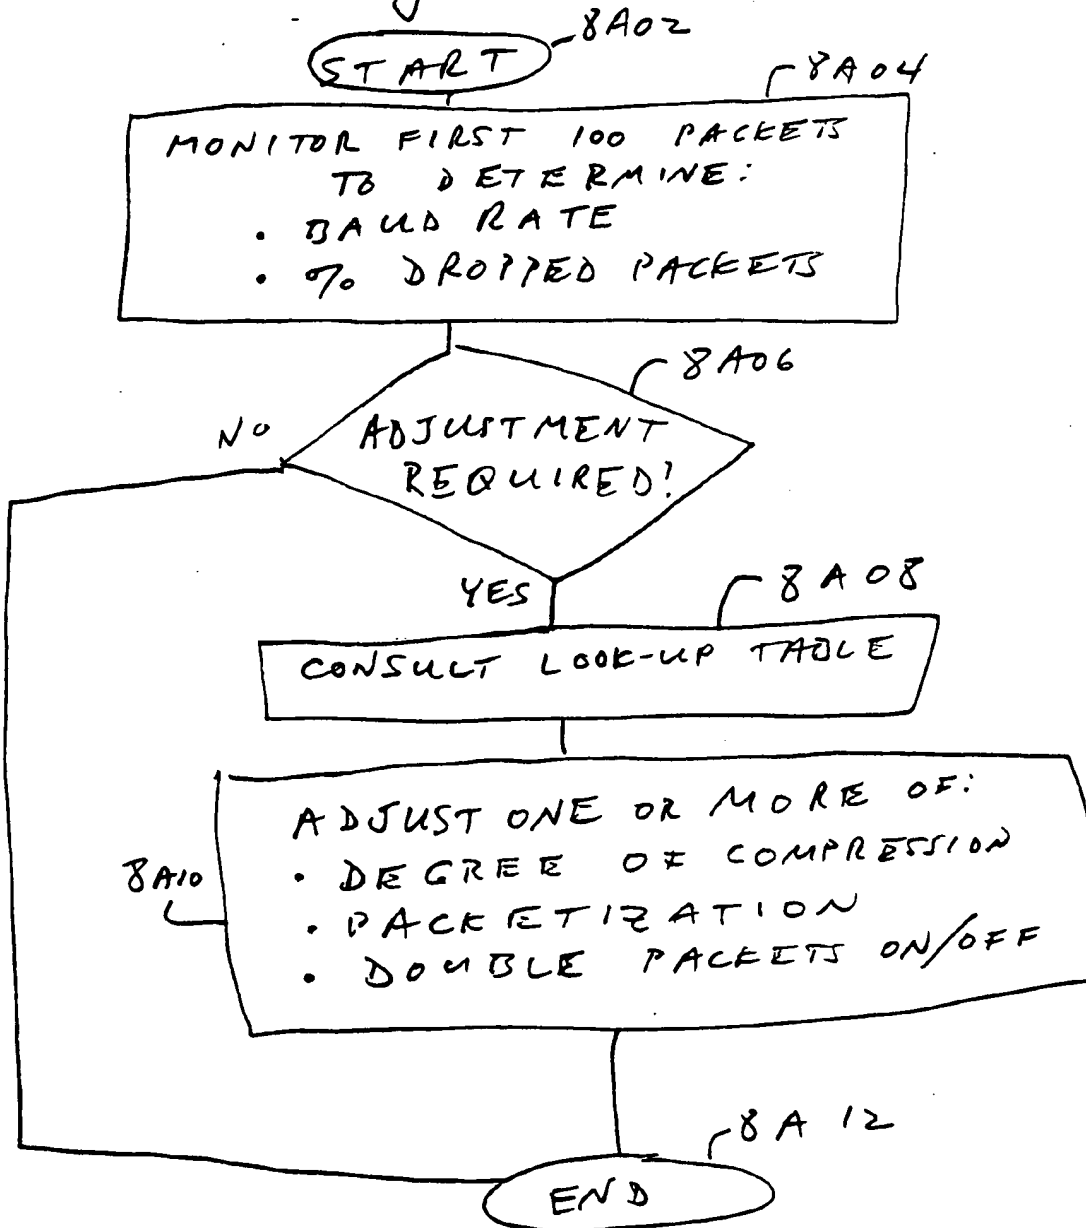 8A02
START
8A04
MONITOR FIRST 100 PACKETS
TO DETERMINE:
• BAUD RATE
• % DROPPED PACKETS
8A06
NO
ADJUSTMENT
REQUIRED?
YES
8A08
CONSULT LOOK-UP TABLE
ADJUST ONE OR MORE OF:
• DEGREE OF COMPRESSION
8A10
• PACKETIZATION
• DOUBLE PACKETS ON/OFF
8A12
END